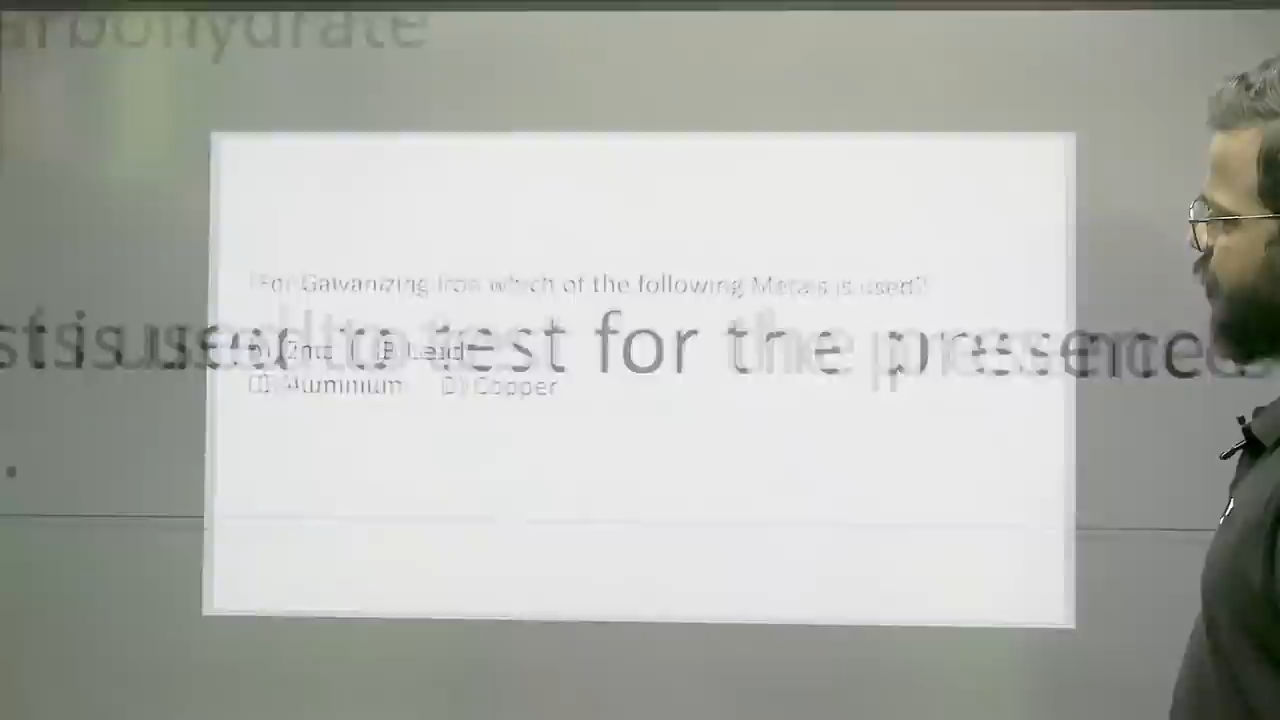 arbohydrate
For Galvanizing Iron which of the following Metals is used?
is used to test for the presence
A) Zinc B) Lead
C) Aluminium D) Copper